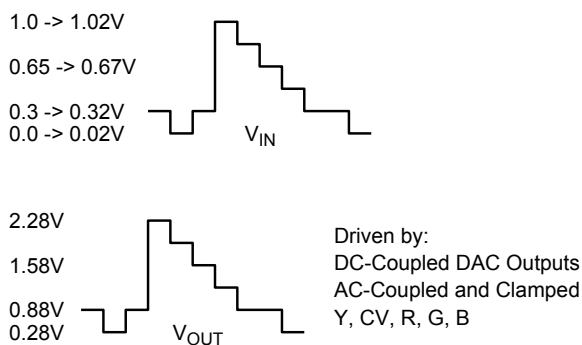 1.0 -> 1.02V
0.65 -> 0.67V
0.3 -> 0.32V
0.0 -> 0.02V
VIN
2.28V
1.58V
0.88V
0.28V
VOUT
Driven by:
DC-Coupled DAC Outputs
AC-Coupled and Clamped
Y, CV, R, G, B